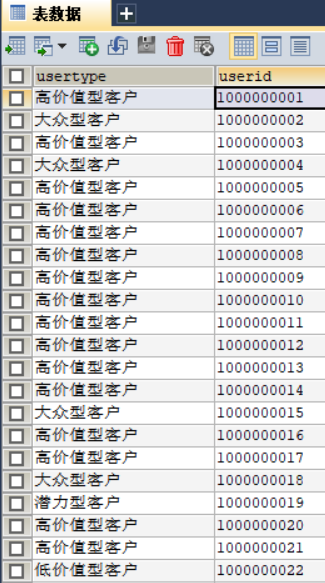 表数据
usertype userid
高价值型客户 1000000001
大众型客户 1000000002
高价值型客户 1000000003
大众型客户 1000000004
高价值型客户 1000000005
高价值型客户 1000000006
高价值型客户 1000000007
高价值型客户 1000000008
高价值型客户 1000000009
高价值型客户 1000000010
高价值型客户 1000000011
高价值型客户 1000000012
高价值型客户 1000000013
高价值型客户 1000000014
大众型客户 1000000015
高价值型客户 1000000016
高价值型客户 1000000017
大众型客户 1000000018
潜力型客户 1000000019
高价值型客户 1000000020
高价值型客户 1000000021
低价值型客户 1000000022